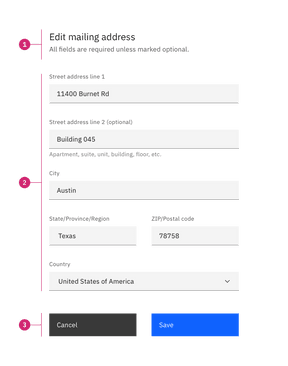 1
Edit mailing address
All fields are required unless marked optional.
Street address line 1
11400 Burnet Rd
Street address line 2 (optional)
Building 045
Apartment, suite, unit, building, floor, etc.
City
2
Austin
State/Province/Region ZIP/Postal code
Texas 78758
Country
United States of America
3
Cancel Save